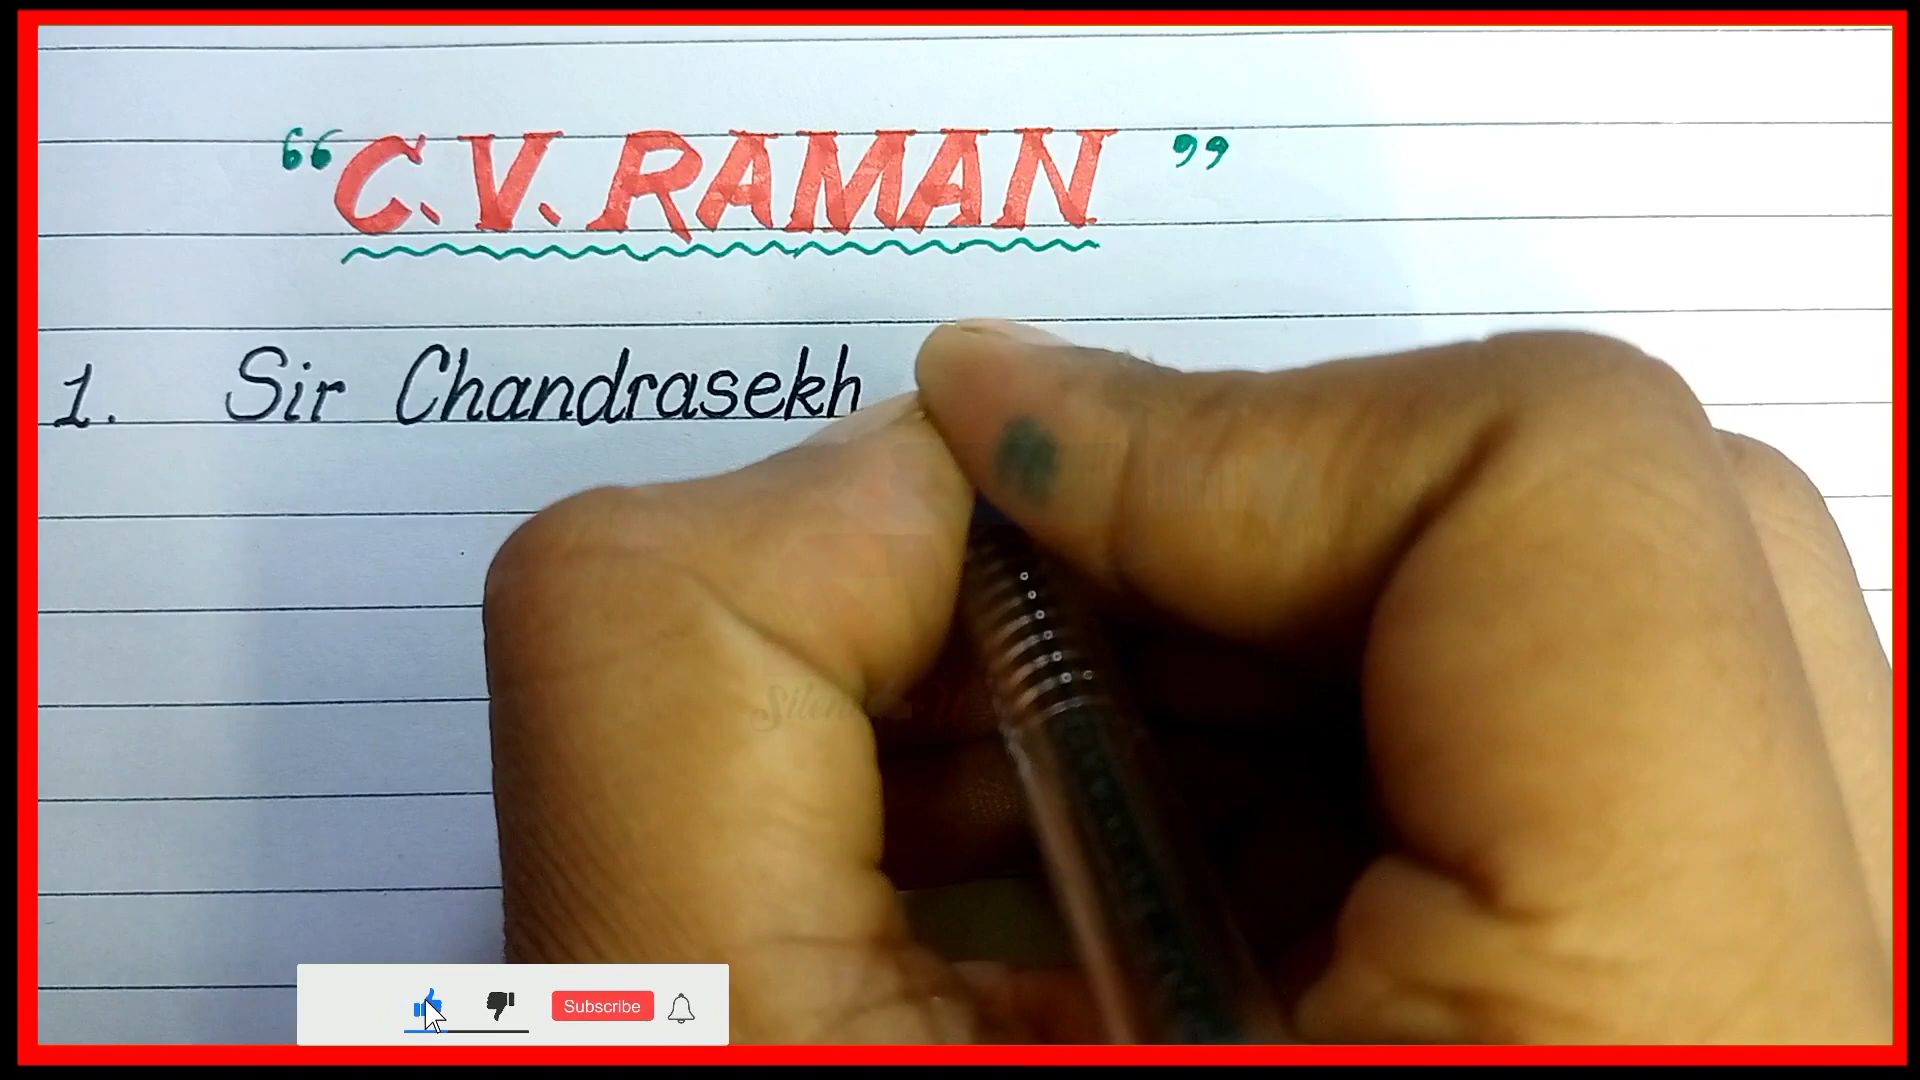 “C.V. RAMAN”
1. Sir Chandrasekh
Subscribe